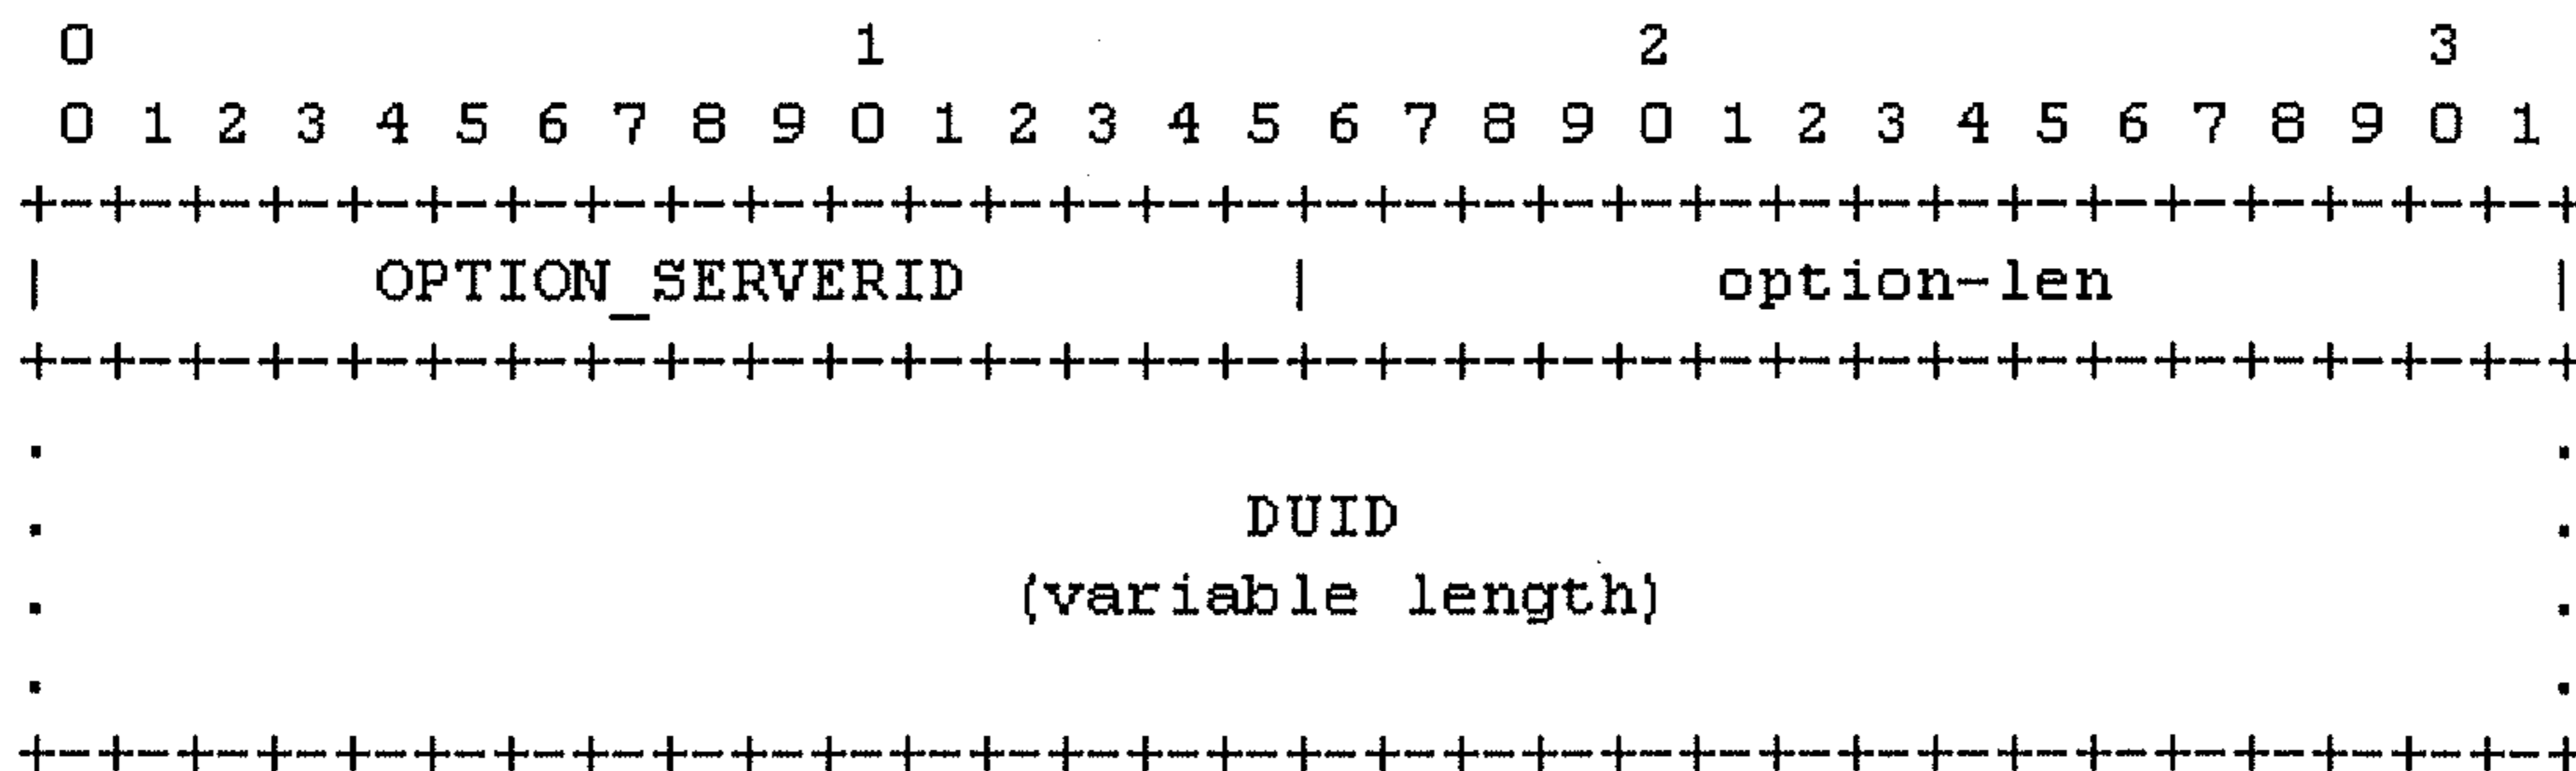 0                   1                   2                   3
0 1 2 3 4 5 6 7 8 9 0 1 2 3 4 5 6 7 8 9 0 1 2 3 4 5 6 7 8 9 0 1
+-+-+-+-+-+-+-+-+-+-+-+-+-+-+-+-+-+-+-+-+-+-+-+-+-+-+-+-+-+-+-+-+
|        OPTION_SERVERID        |          option-len           |
+-+-+-+-+-+-+-+-+-+-+-+-+-+-+-+-+-+-+-+-+-+-+-+-+-+-+-+-+-+-+-+-+
.                                                               .
.                              DUID                             .
.                        (variable length)                      .
.                                                               .
+-+-+-+-+-+-+-+-+-+-+-+-+-+-+-+-+-+-+-+-+-+-+-+-+-+-+-+-+-+-+-+-+